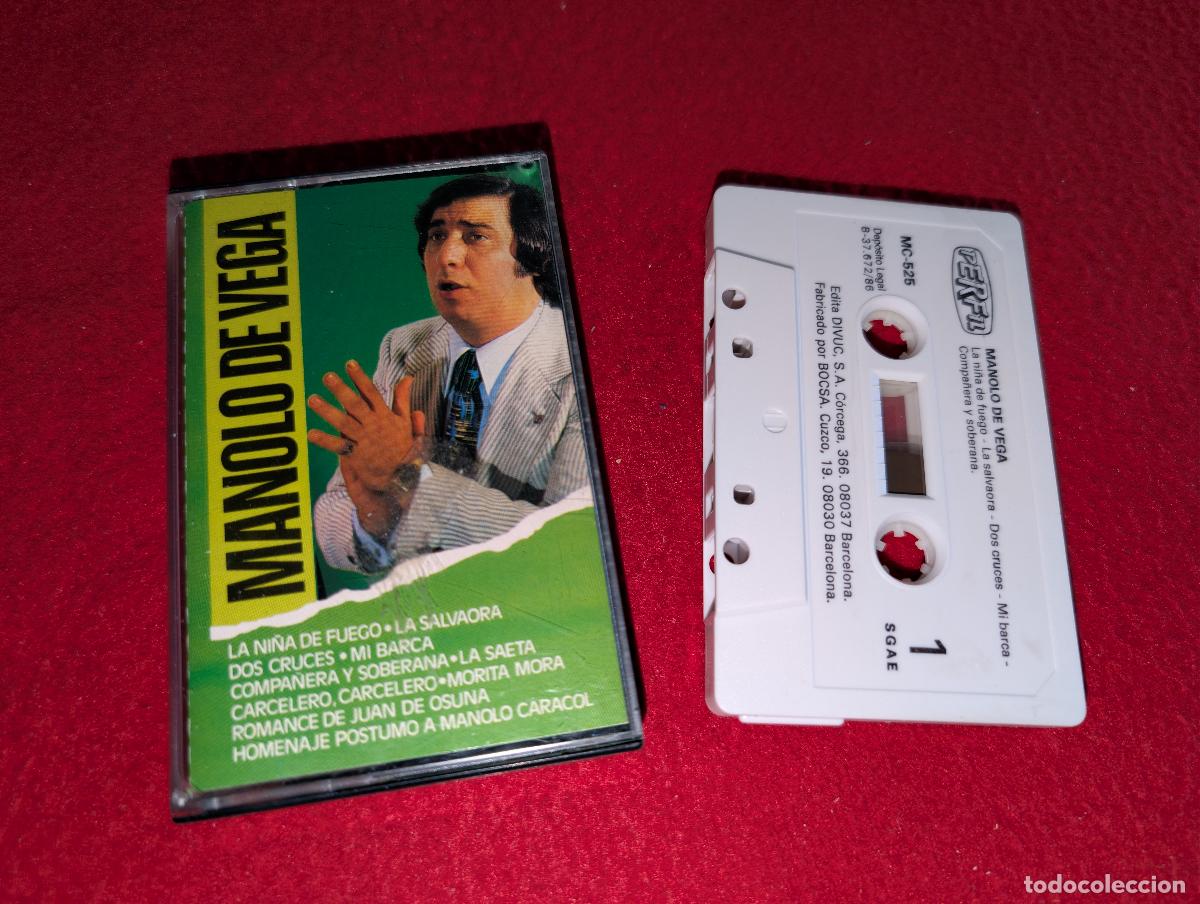 MANOLO DE VEGA
LA NIÑA DE FUEGO • LA SALVAORA
DOS CRUCES • MI BARCA
COMPAÑERA Y SOBERANA • LA SAETA
CARCELERO, CARCELERO • MORITA MORA
ROMANCE DE JUAN DE OSUNA
HOMENAJE POSTUMO A MANOLO CARACOL
PERFIL
MANOLO DE VEGA
La niña de fuego - La salvaora - Dos cruces - Mi barca -
Compañera y soberana.
MC-525
Depósito Legal
B-37.672/86
1
SGAE
Edita DIVUC, S.A. Córcega, 366. 08037 Barcelona.
Fabricado por BOCSA. Cuzco, 19. 08030 Barcelona.
todocoleccion